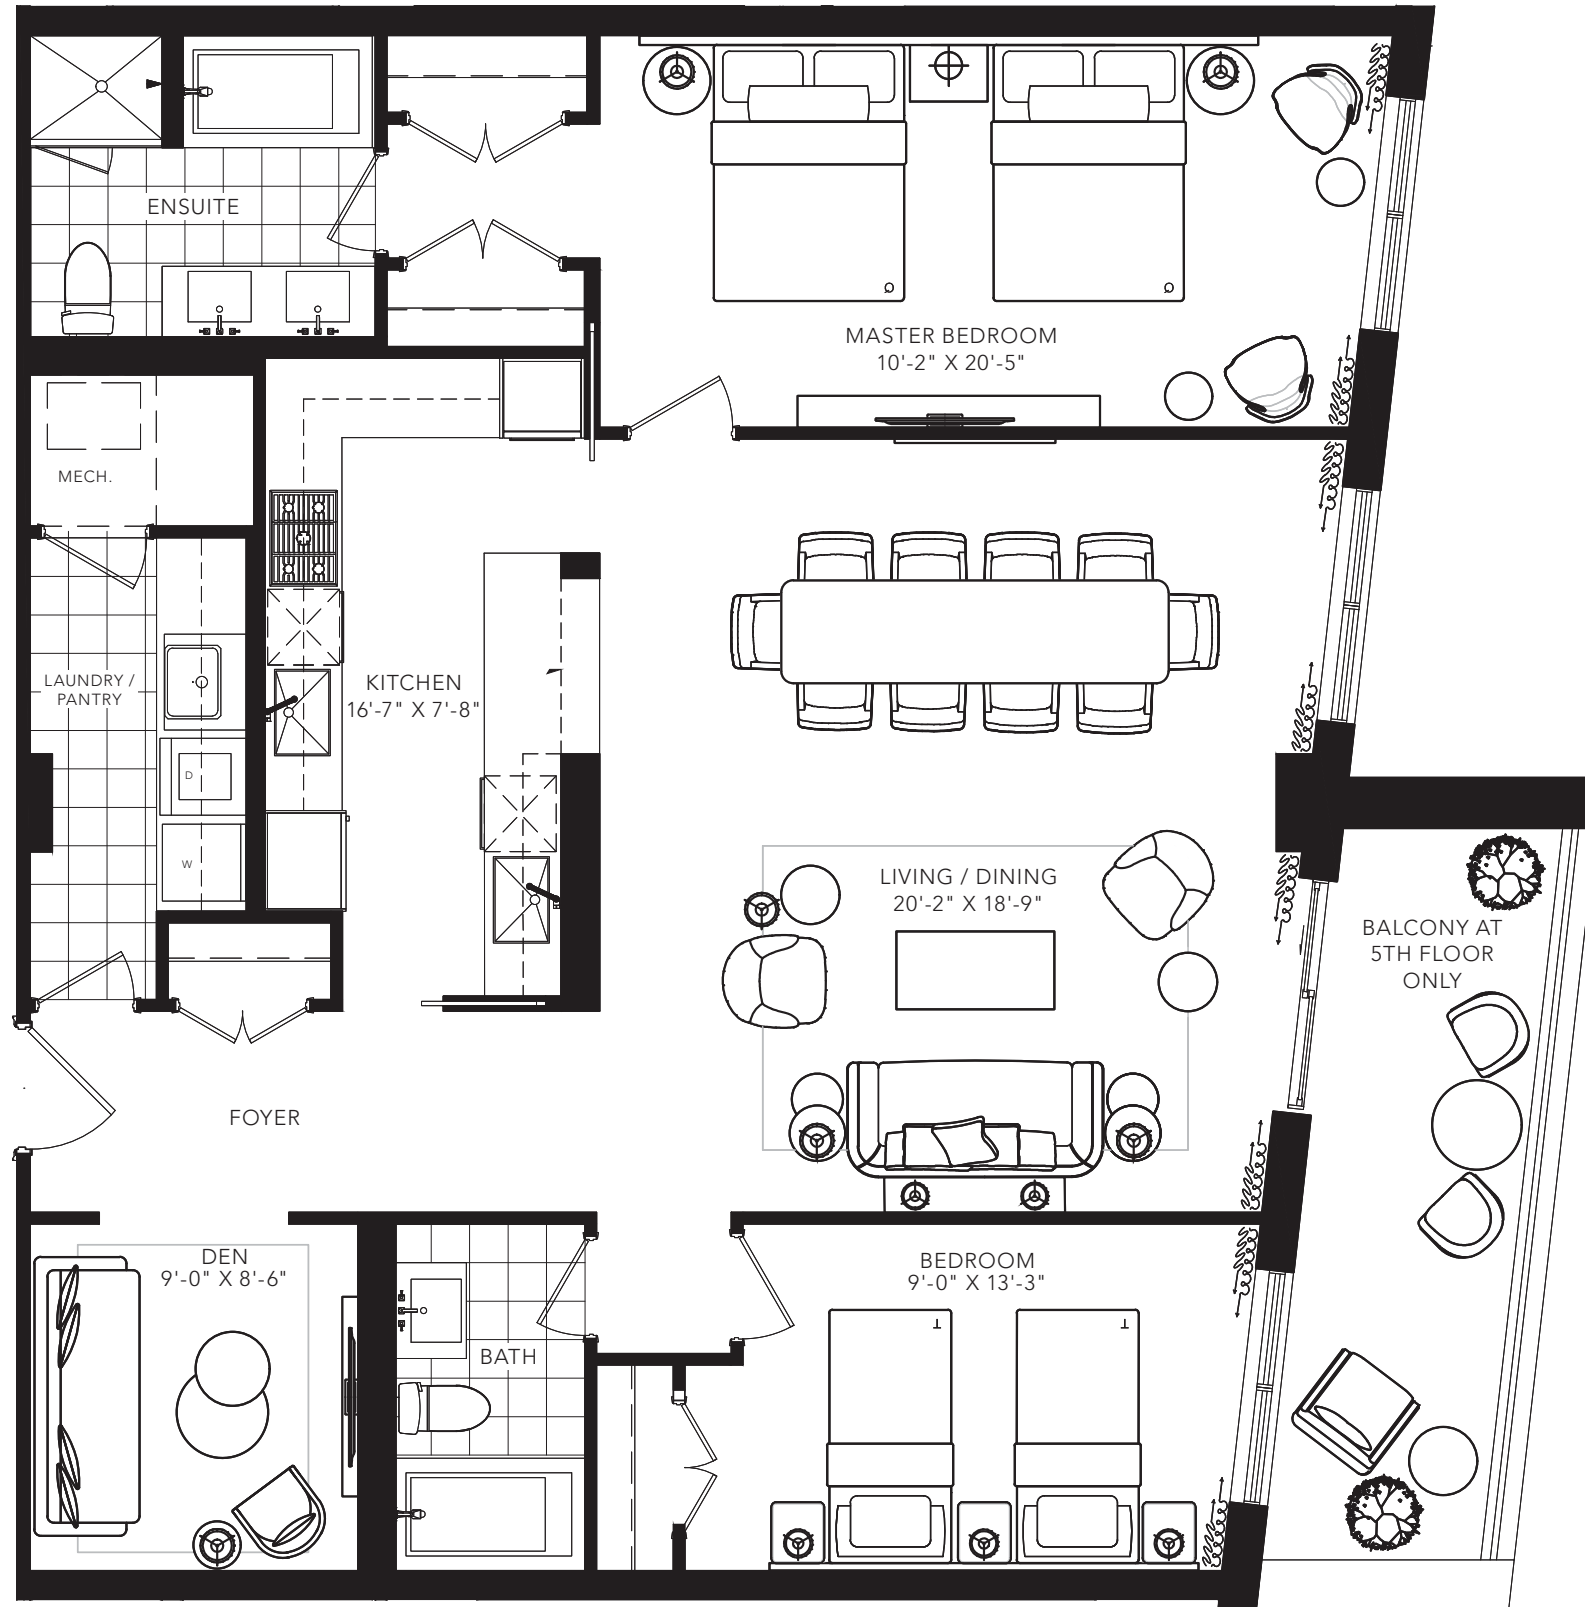 ENSUITE
MASTER BEDROOM
10'-2" X 20'-5"
MECH.
LAUNDRY /
PANTRY
KITCHEN
16'-7" X 7'-8"
D
W
LIVING / DINING
20'-2" X 18'-9"
BALCONY AT
5TH FLOOR
ONLY
FOYER
DEN
9'-0" X 8'-6"
BATH
BEDROOM
9'-0" X 13'-3"